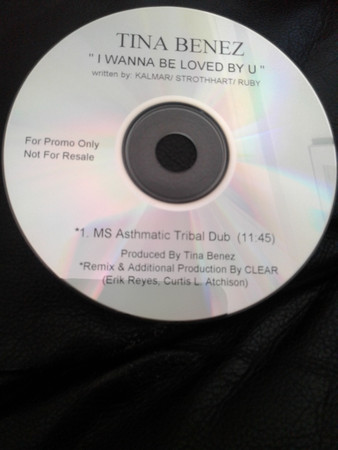 TINA BENEZ
" I WANNA BE LOVED BY U "
written by: KALMAR/ STROTHHART/ RUBY
For Promo Only
Not For Resale
*1. MS Asthmatic Tribal Dub (11:45)
Produced By Tina Benez
*Remix & Additional Production By CLEAR
(Erik Reyes, Curtis L. Atchison)